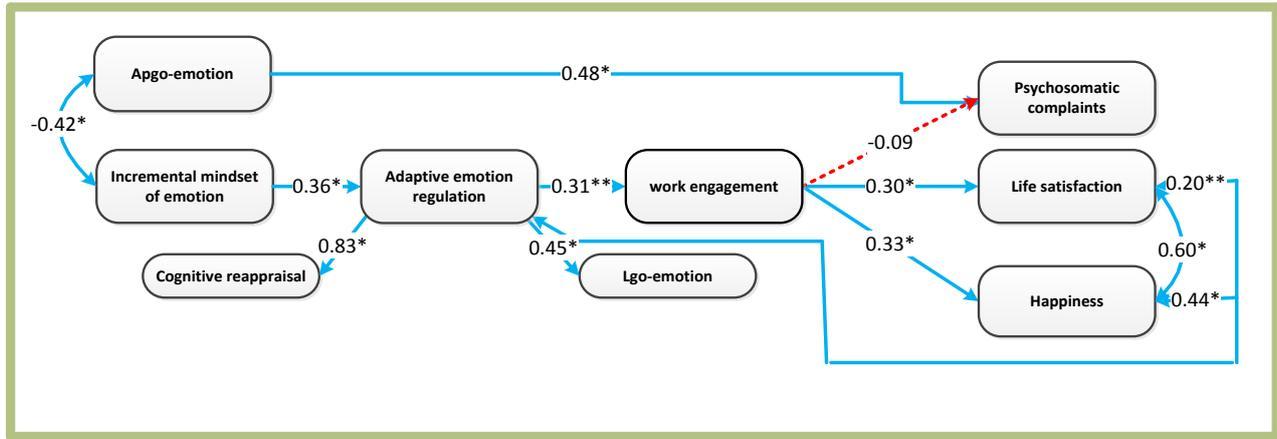 Apgo-emotion
0.48*
Psychosomatic
complaints
-0.42*
-0.09
Incremental mindset
of emotion
0.36*
Adaptive emotion
regulation
0.31**
work engagement
0.30*
Life satisfaction
0.20**
0.83*
0.45*
0.33*
0.60*
Cognitive reappraisal
Lgo-emotion
Happiness
0.44*